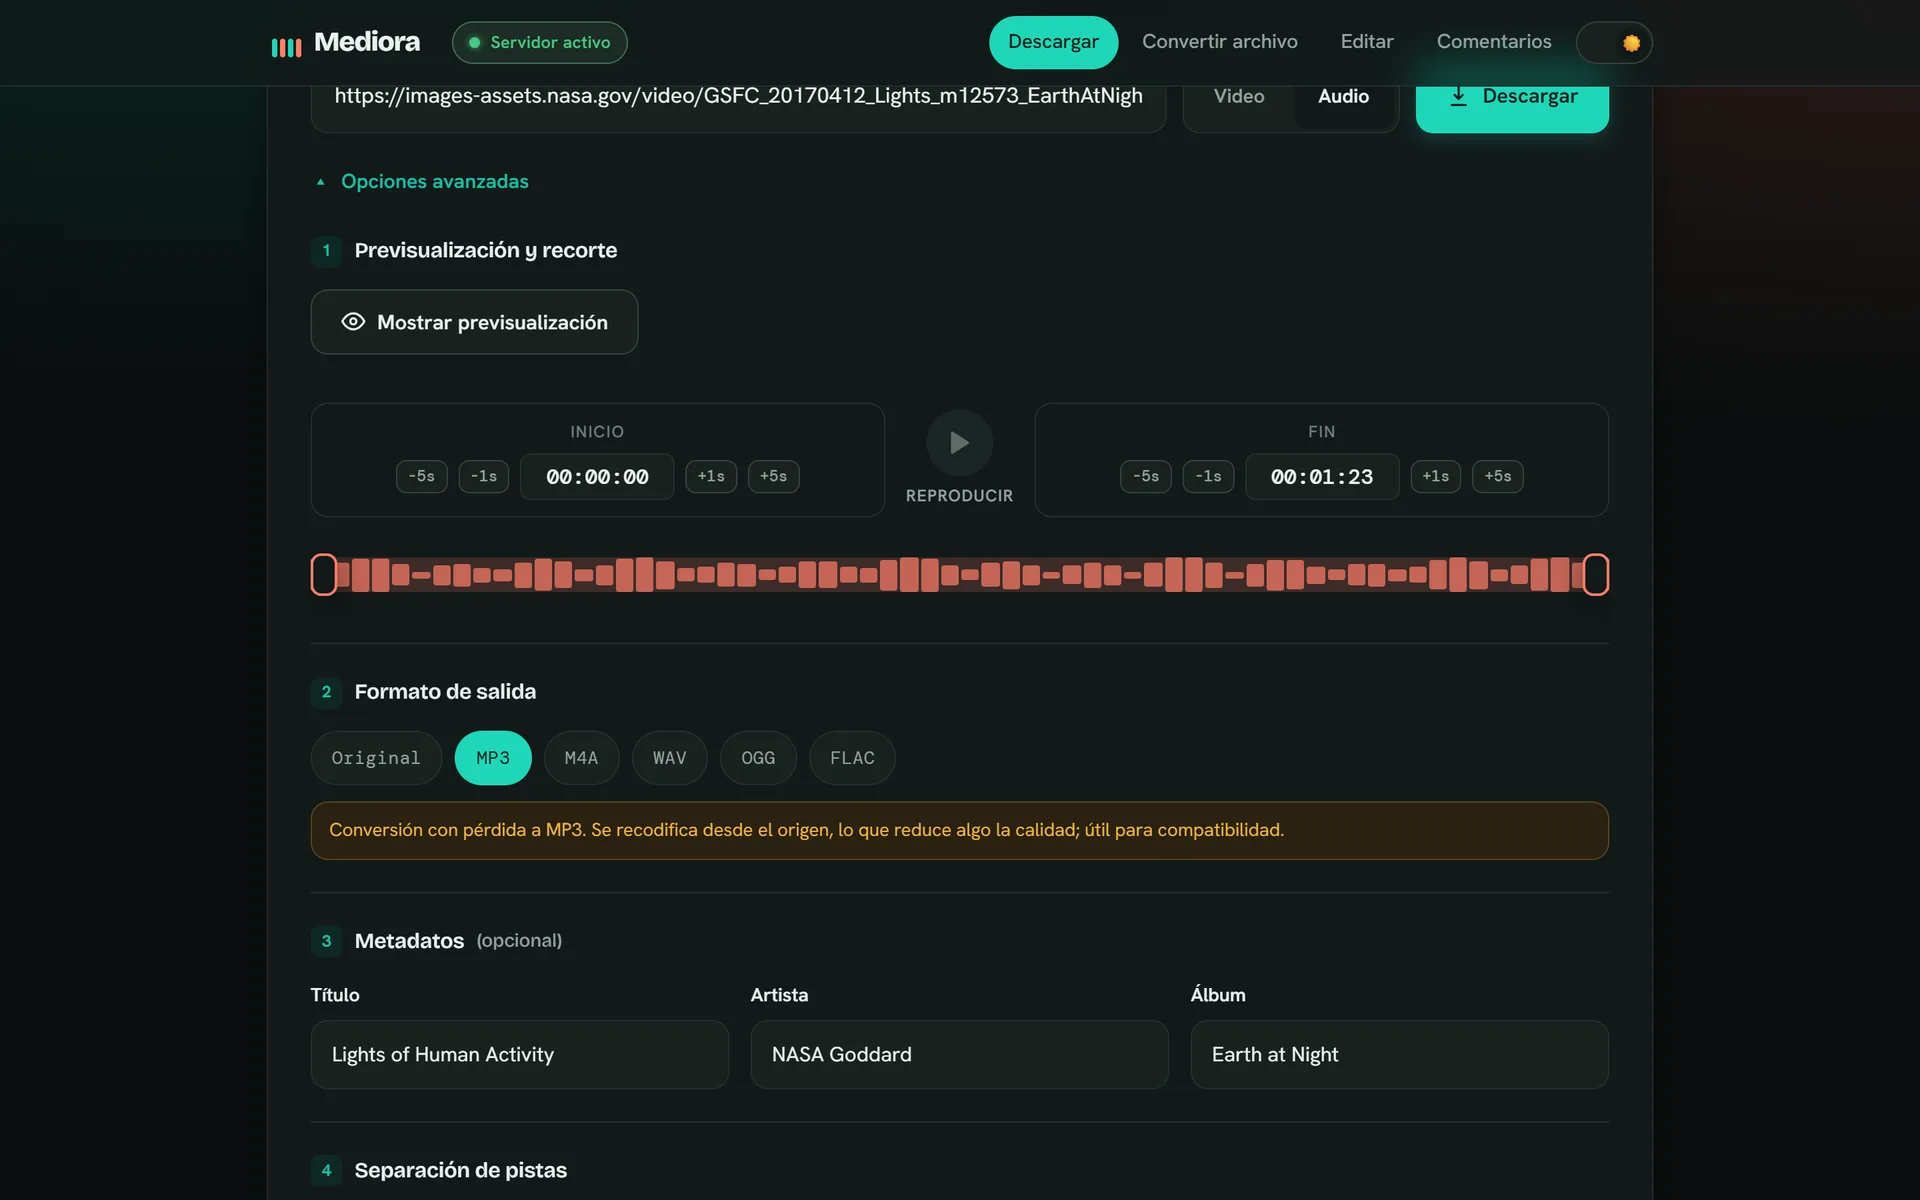 Mediora
Servidor activo
Descargar
Convertir archivo
Editar
Comentarios
https://images-assets.nasa.gov/video/GSFC_20170412_Lights_m12573_EarthAtNigh
Video
Audio
Descargar
Opciones avanzadas
1 Previsualización y recorte
Mostrar previsualización
INICIO
-5s -1s 00:00:00 +1s +5s
REPRODUCIR
FIN
-5s -1s 00:01:23 +1s +5s
2 Formato de salida
Original MP3 M4A WAV OGG FLAC
Conversión con pérdida a MP3. Se recodifica desde el origen, lo que reduce algo la calidad; útil para compatibilidad.
3 Metadatos (opcional)
Título
Lights of Human Activity
Artista
NASA Goddard
Álbum
Earth at Night
4 Separación de pistas